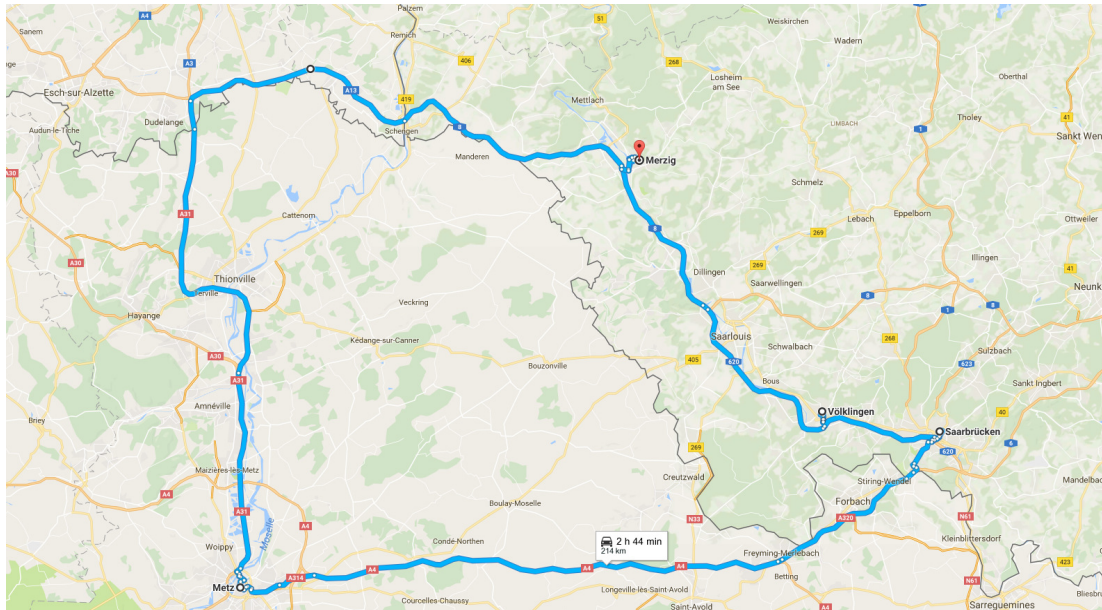 Palzem
A4
51
Weiskirchen
Sanem
Remich
Wadern
406
268
A3
Losheim
am See
Oberthal
Esch-sur-Alzette
A13
419
Mettlach
1
Tholey
41
Dudelange
Schengen
8
LIMBACH
Sankt Wen
Audun-le-Tiche
Manderen
Merzig
A30
Schmelz
A31
Cattenom
8
Lebach
Eppelborn
Ottweiler
269
A30
Dillingen
269
Illingen
Thionville
Saarwellingen
41
erville
8
8
Neunk
Veckring
1
Hayange
Saarlouis
Kédange-sur-Canner
Schwalbach
268
Sulzbach
A30
405
620
623
Bouzonville
A31
Bous
Sankt Ingbert
Amnéville
Völklingen
40
Briey
Saarbrücken
269
620
6
Maizières-lès-Metz
Creutzwald
Stiring-Wendel
Mandelbac
A4
Boulay-Moselle
Forbach
A31
A4
N33
A320
N61
Moselle
Condé-Northen
2 h 44 min
214 km
Kleinblittersdorf
Woippy
Freyming-Merlebach
423
A314
A4
A4
A4
Betting
N61
Metz
Longeville-lès-Saint-Avold
Courcelles-Chaussy
Saint-Avold
A4
Sarreguemines
Bliesbru